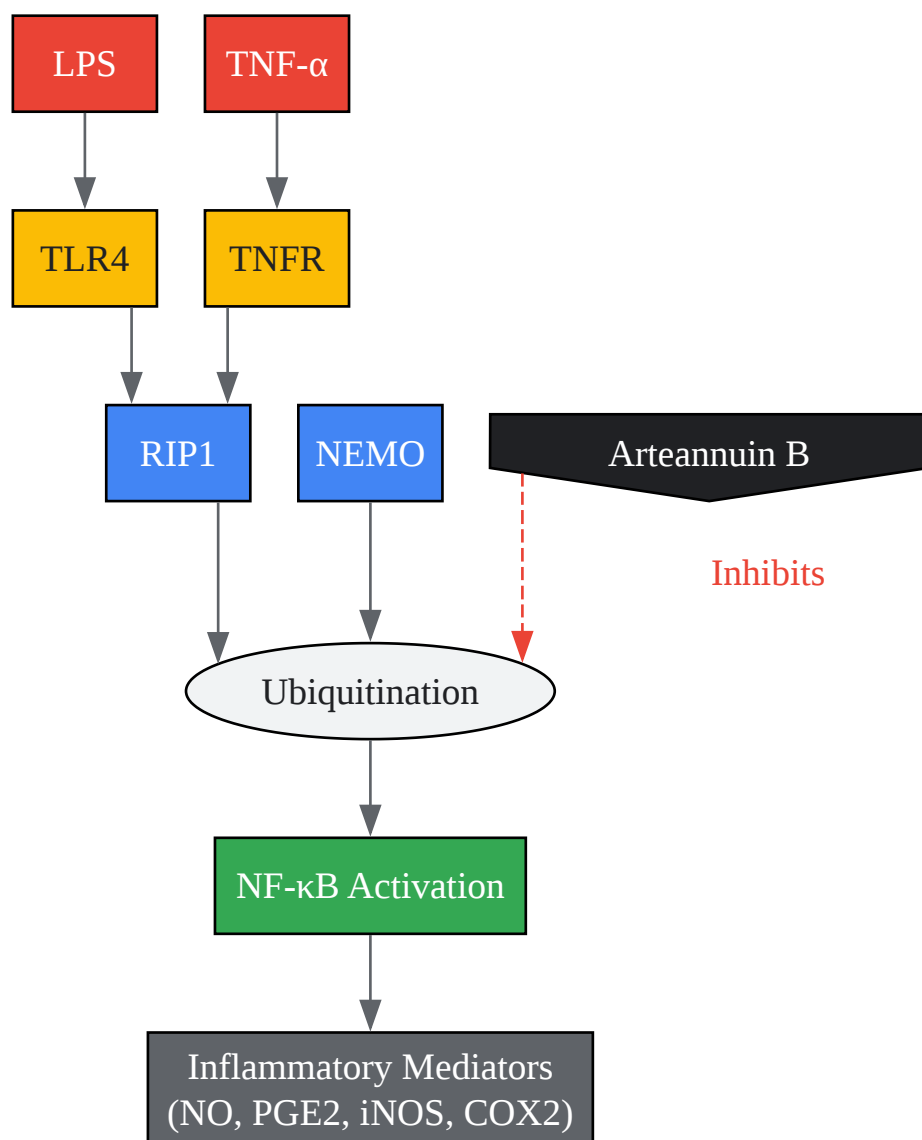 LPS
TNF-α
TLR4
TNFR
RIP1
NEMO
Arteannuin B
Inhibits
Ubiquitination
NF-κB Activation
Inflammatory Mediators
(NO, PGE2, iNOS, COX2)